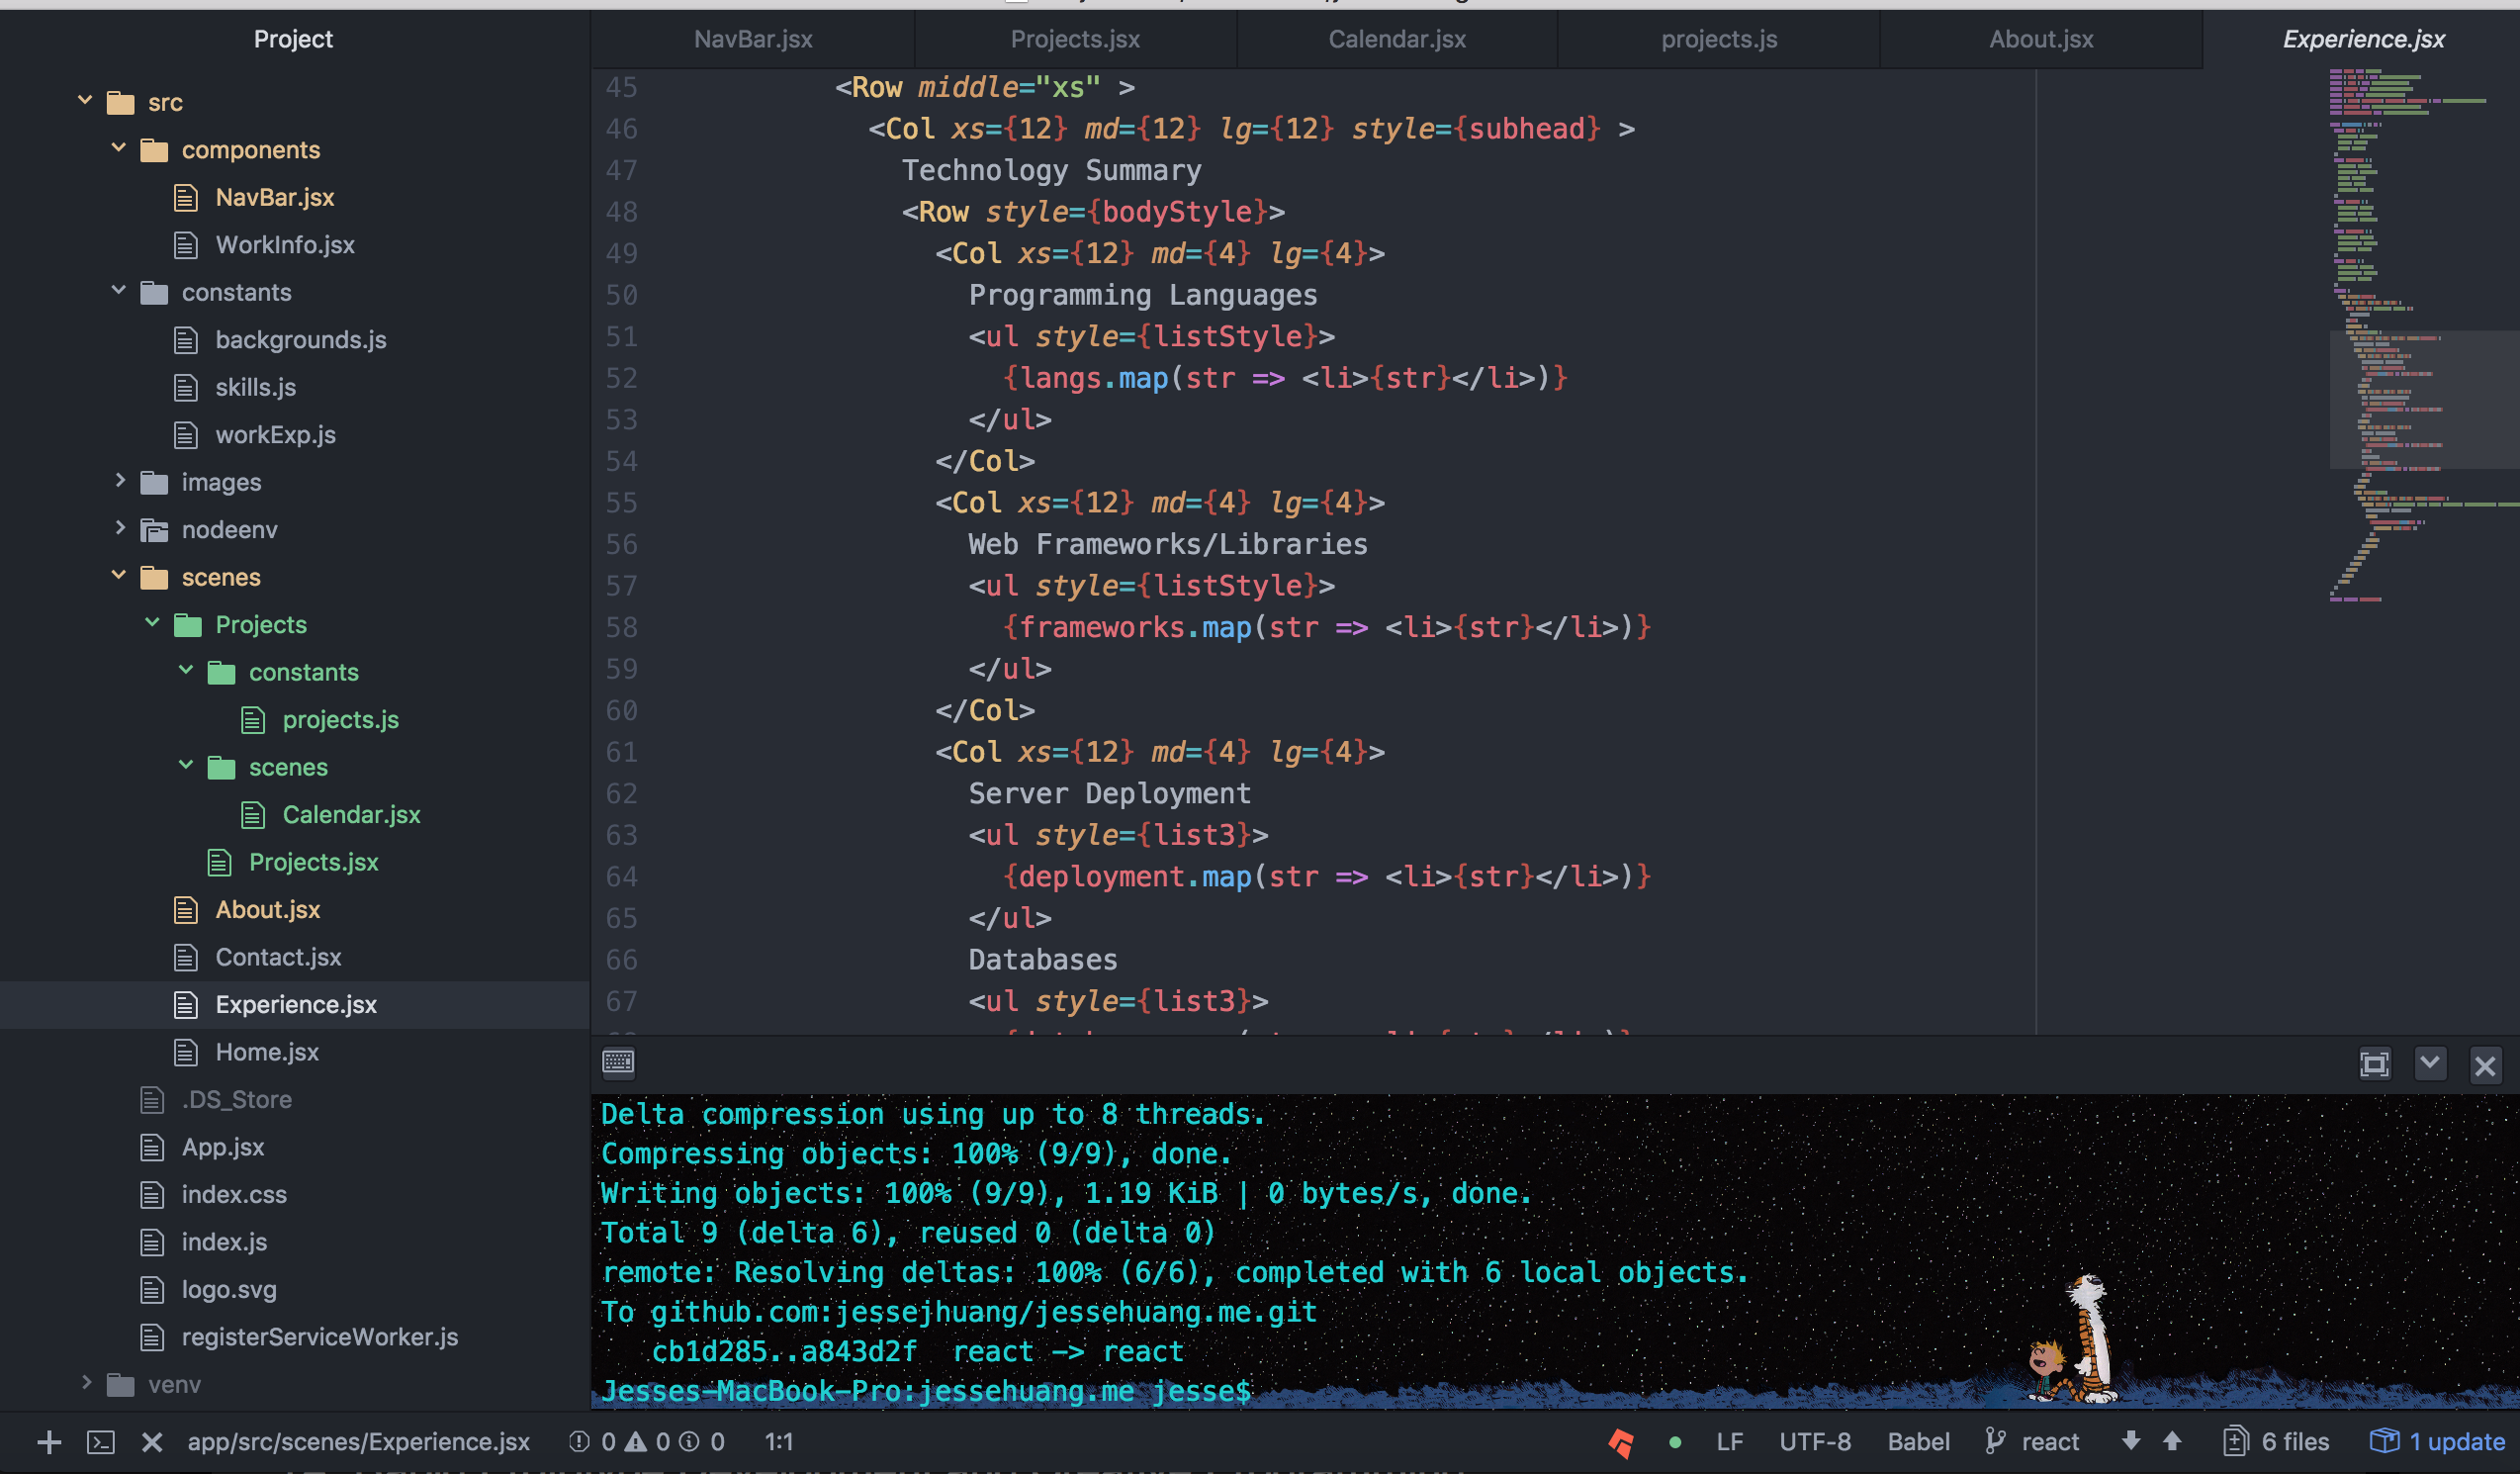 Project
NavBar.jsx
Projects.jsx
Calendar.jsx
projects.js
About.jsx
Experience.jsx
src
components
NavBar.jsx
WorkInfo.jsx
constants
backgrounds.js
skills.js
workExp.js
images
nodeenv
scenes
Projects
constants
projects.js
scenes
Calendar.jsx
Projects.jsx
About.jsx
Contact.jsx
Experience.jsx
Home.jsx
.DS_Store
App.jsx
index.css
index.js
logo.svg
registerServiceWorker.js
venv
45 <Row middle="xs" >
46 <Col xs={12} md={12} lg={12} style={subhead} >
47 Technology Summary
48 <Row style={bodyStyle}>
49 <Col xs={12} md={4} lg={4}>
50 Programming Languages
51 <ul style={listStyle}>
52 {langs.map(str => <li>{str}</li>)}
53 </ul>
54 </Col>
55 <Col xs={12} md={4} lg={4}>
56 Web Frameworks/Libraries
57 <ul style={listStyle}>
58 {frameworks.map(str => <li>{str}</li>)}
59 </ul>
60 </Col>
61 <Col xs={12} md={4} lg={4}>
62 Server Deployment
63 <ul style={list3}>
64 {deployment.map(str => <li>{str}</li>)}
65 </ul>
66 Databases
67 <ul style={list3}>
Delta compression using up to 8 threads.
Compressing objects: 100% (9/9), done.
Writing objects: 100% (9/9), 1.19 KiB | 0 bytes/s, done.
Total 9 (delta 6), reused 0 (delta 0)
remote: Resolving deltas: 100% (6/6), completed with 6 local objects.
To github.com:jessejhuang/jessehuang.me.git
cb1d285..a843d2f react -> react
Jesses-MacBook-Pro:jessehuang.me jesse$
app/src/scenes/Experience.jsx 0 0 0 1:1 LF UTF-8 Babel react 6 files 1 update